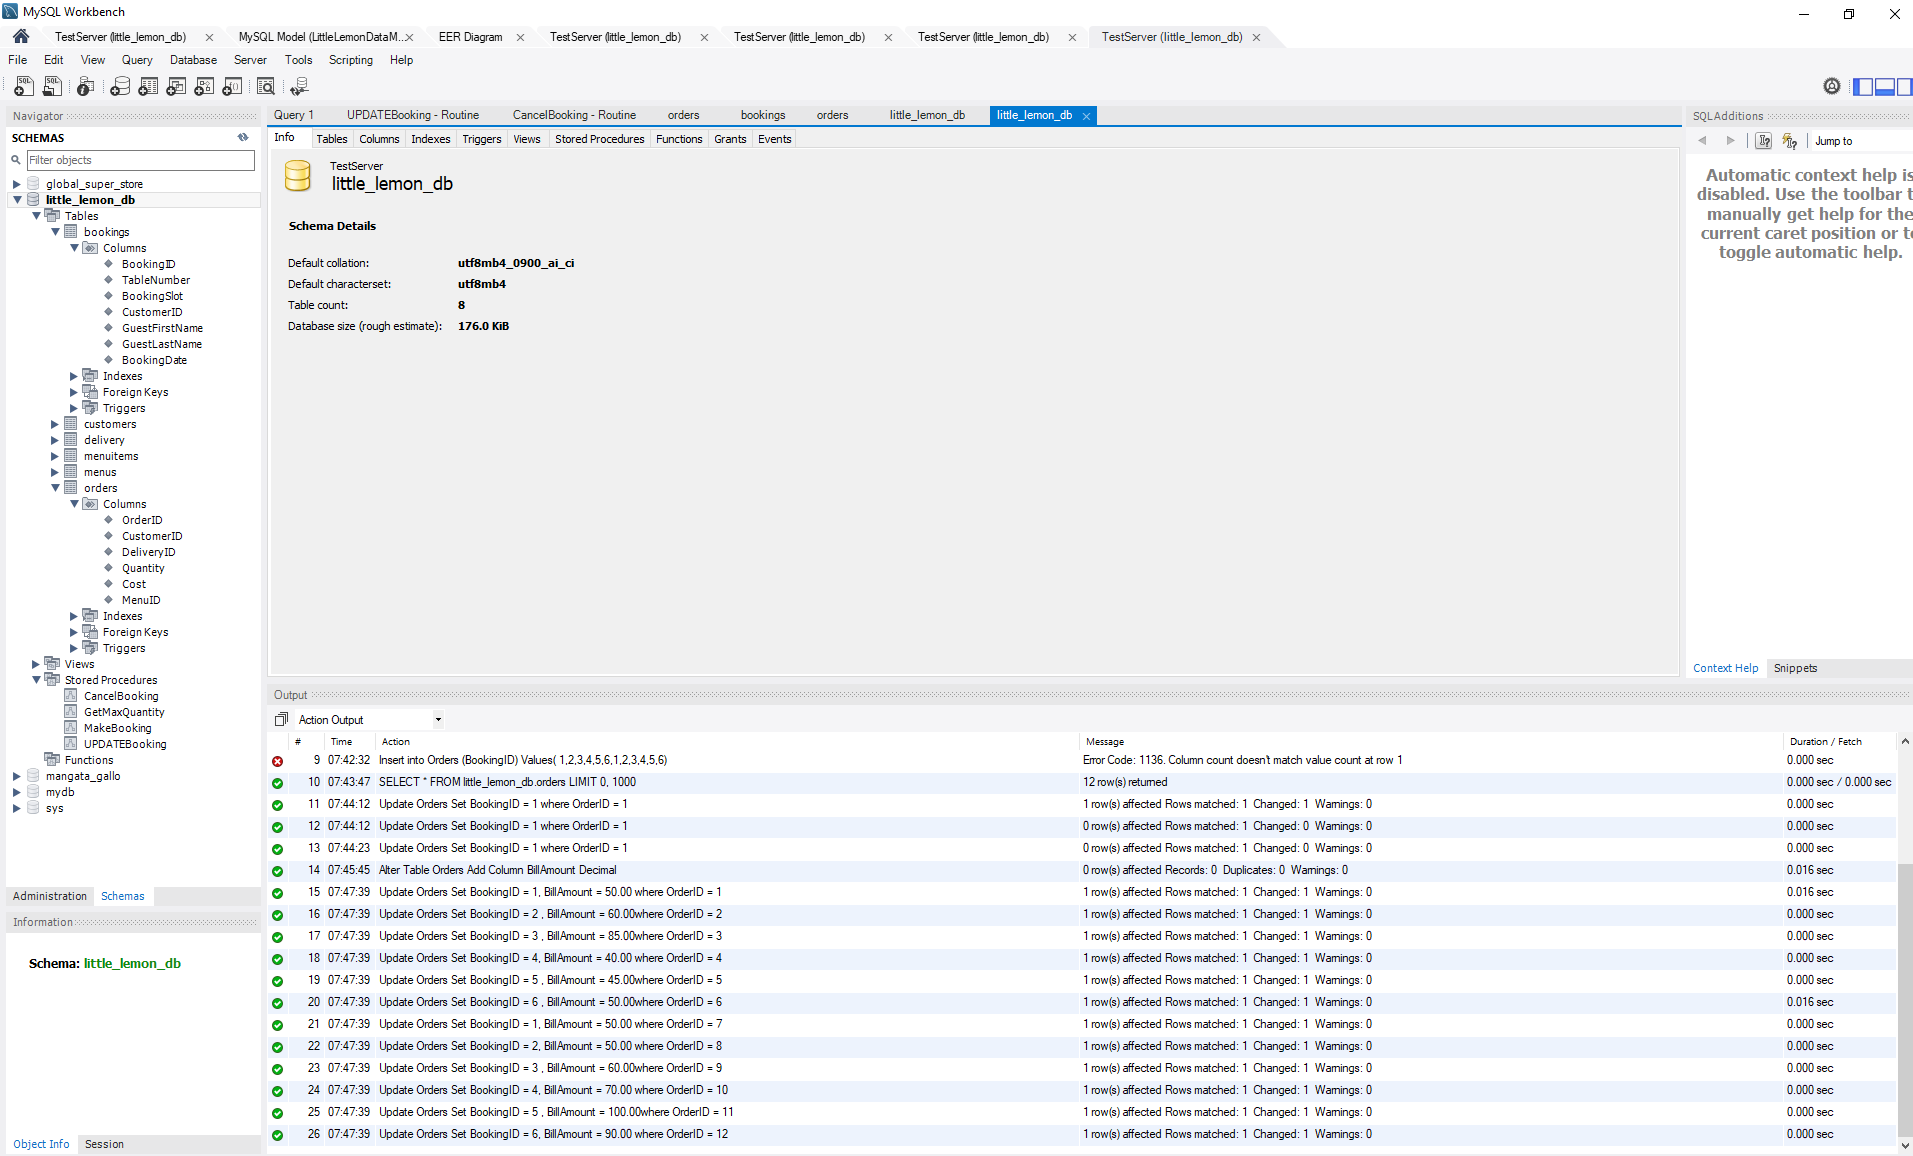 MySQL Workbench
TestServer (little_lemon_db)
MySQL Model (LittleLemonDataM...
EER Diagram
TestServer (little_lemon_db)
TestServer (little_lemon_db)
TestServer (little_lemon_db)
TestServer (little_lemon_db)
File Edit View Query Database Server Tools Scripting Help
Navigator
SCHEMAS
Filter objects
global_super_store
little_lemon_db
Tables
bookings
Columns
BookingID
TableNumber
BookingSlot
CustomerID
GuestFirstName
GuestLastName
BookingDate
Indexes
Foreign Keys
Triggers
customers
delivery
menuitems
menus
orders
Columns
OrderID
CustomerID
DeliveryID
Quantity
Cost
MenuID
Indexes
Foreign Keys
Triggers
Views
Stored Procedures
CancelBooking
GetMaxQuantity
MakeBooking
UPDATEBooking
Functions
mangata_gallo
mydb
sys
Administration Schemas
Information
Schema: little_lemon_db
Object Info Session
Query 1 UPDATEBooking - Routine CancelBooking - Routine orders bookings orders little_lemon_db little_lemon_db
Info Tables Columns Indexes Triggers Views Stored Procedures Functions Grants Events
TestServer
little_lemon_db
Schema Details
Default collation: utf8mb4_0900_ai_ci
Default characterset: utf8mb4
Table count: 8
Database size (rough estimate): 176.0 KiB
SQLAdditions
Jump to
Automatic context help is
disabled. Use the toolbar t
manually get help for the
current caret position or to
toggle automatic help.
Context Help Snippets
Output
Action Output
# Time Action Message Duration / Fetch
9 07:42:32 Insert into Orders (BookingID) Values( 1,2,3,4,5,6,1,2,3,4,5,6) Error Code: 1136. Column count doesn't match value count at row 1 0.000 sec
10 07:43:47 SELECT * FROM little_lemon_db.orders LIMIT 0, 1000 12 row(s) returned 0.000 sec / 0.000 sec
11 07:44:12 Update Orders Set BookingID = 1 where OrderID = 1 1 row(s) affected Rows matched: 1 Changed: 1 Warnings: 0 0.000 sec
12 07:44:12 Update Orders Set BookingID = 1 where OrderID = 1 0 row(s) affected Rows matched: 1 Changed: 0 Warnings: 0 0.000 sec
13 07:44:23 Update Orders Set BookingID = 1 where OrderID = 1 0 row(s) affected Rows matched: 1 Changed: 0 Warnings: 0 0.000 sec
14 07:45:45 Alter Table Orders Add Column BillAmount Decimal 0 row(s) affected Records: 0 Duplicates: 0 Warnings: 0 0.016 sec
15 07:47:39 Update Orders Set BookingID = 1, BillAmount = 50.00 where OrderID = 1 1 row(s) affected Rows matched: 1 Changed: 1 Warnings: 0 0.016 sec
16 07:47:39 Update Orders Set BookingID = 2 , BillAmount = 60.00where OrderID = 2 1 row(s) affected Rows matched: 1 Changed: 1 Warnings: 0 0.000 sec
17 07:47:39 Update Orders Set BookingID = 3 , BillAmount = 85.00where OrderID = 3 1 row(s) affected Rows matched: 1 Changed: 1 Warnings: 0 0.000 sec
18 07:47:39 Update Orders Set BookingID = 4, BillAmount = 40.00 where OrderID = 4 1 row(s) affected Rows matched: 1 Changed: 1 Warnings: 0 0.000 sec
19 07:47:39 Update Orders Set BookingID = 5 , BillAmount = 45.00where OrderID = 5 1 row(s) affected Rows matched: 1 Changed: 1 Warnings: 0 0.000 sec
20 07:47:39 Update Orders Set BookingID = 6 , BillAmount = 50.00where OrderID = 6 1 row(s) affected Rows matched: 1 Changed: 1 Warnings: 0 0.016 sec
21 07:47:39 Update Orders Set BookingID = 1, BillAmount = 50.00 where OrderID = 7 1 row(s) affected Rows matched: 1 Changed: 1 Warnings: 0 0.000 sec
22 07:47:39 Update Orders Set BookingID = 2, BillAmount = 50.00 where OrderID = 8 1 row(s) affected Rows matched: 1 Changed: 1 Warnings: 0 0.000 sec
23 07:47:39 Update Orders Set BookingID = 3 , BillAmount = 60.00where OrderID = 9 1 row(s) affected Rows matched: 1 Changed: 1 Warnings: 0 0.000 sec
24 07:47:39 Update Orders Set BookingID = 4, BillAmount = 70.00 where OrderID = 10 1 row(s) affected Rows matched: 1 Changed: 1 Warnings: 0 0.000 sec
25 07:47:39 Update Orders Set BookingID = 5 , BillAmount = 100.00where OrderID = 11 1 row(s) affected Rows matched: 1 Changed: 1 Warnings: 0 0.000 sec
26 07:47:39 Update Orders Set BookingID = 6, BillAmount = 90.00 where OrderID = 12 1 row(s) affected Rows matched: 1 Changed: 1 Warnings: 0 0.000 sec